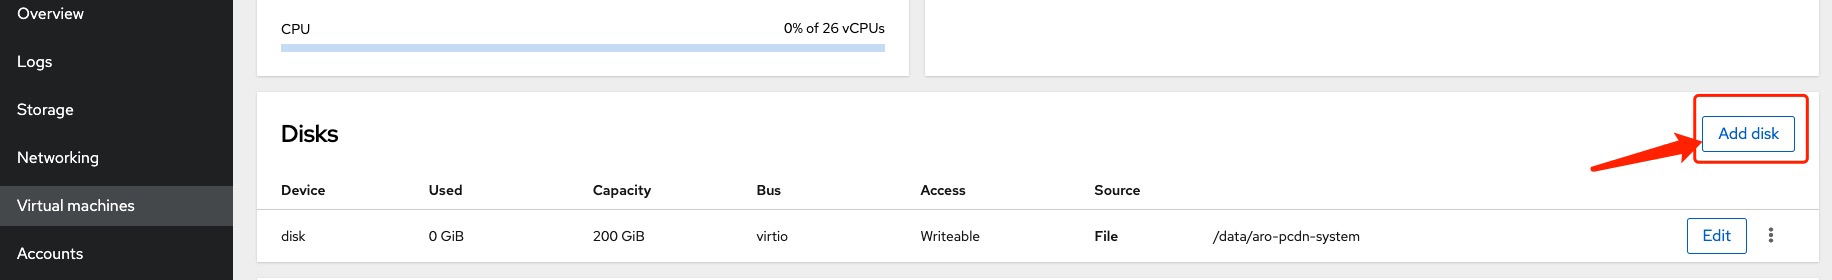 Overview
Logs
Storage
Networking
Virtual machines
Accounts
CPU 0% of 26 vCPUs
Disks
Add disk
Device Used Capacity Bus Access Source
disk 0 GiB 200 GiB virtio Writeable File /data/aro-pcdn-system Edit